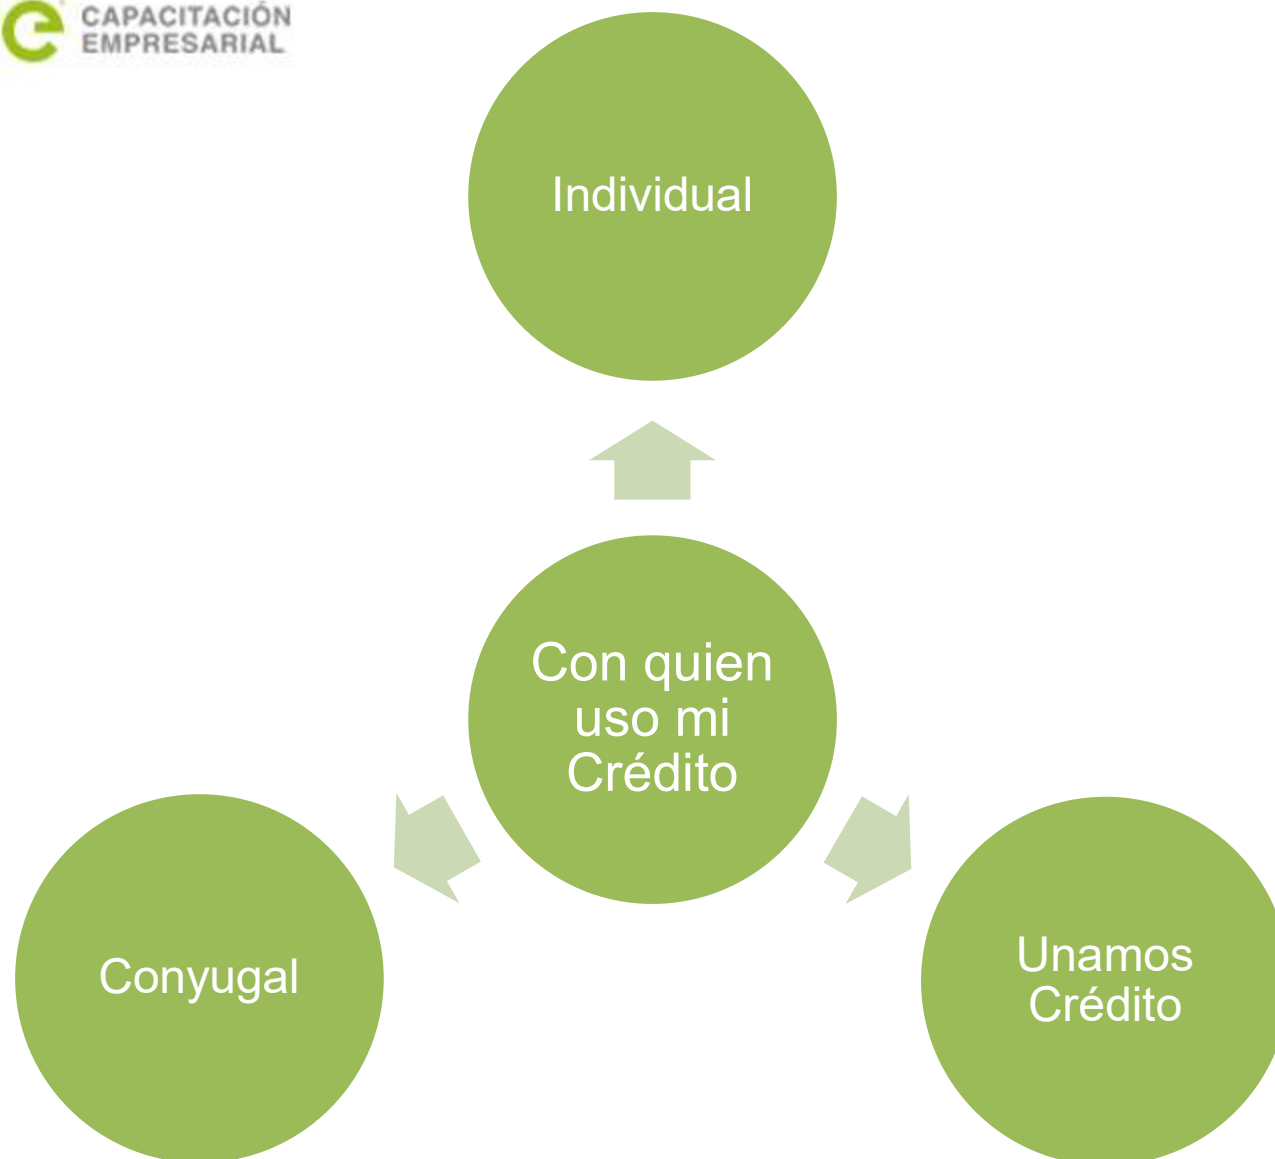 CAPACITACIÓN
EMPRESARIAL
Individual
Con quien
uso mi
Crédito
Conyugal
Unamos
Crédito